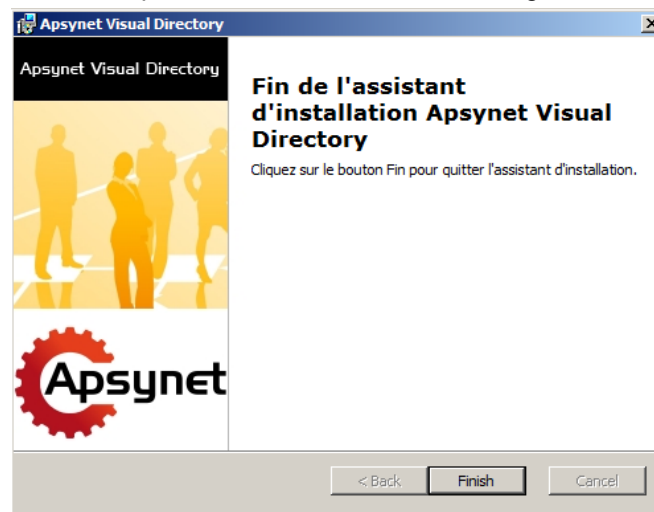 Apsynet Visual Directory
Apsynet Visual Directory
Fin de l'assistant
d'installation Apsynet Visual
Directory
Cliquez sur le bouton Fin pour quitter l'assistant d'installation.
Apsynet
< Back Finish Cancel